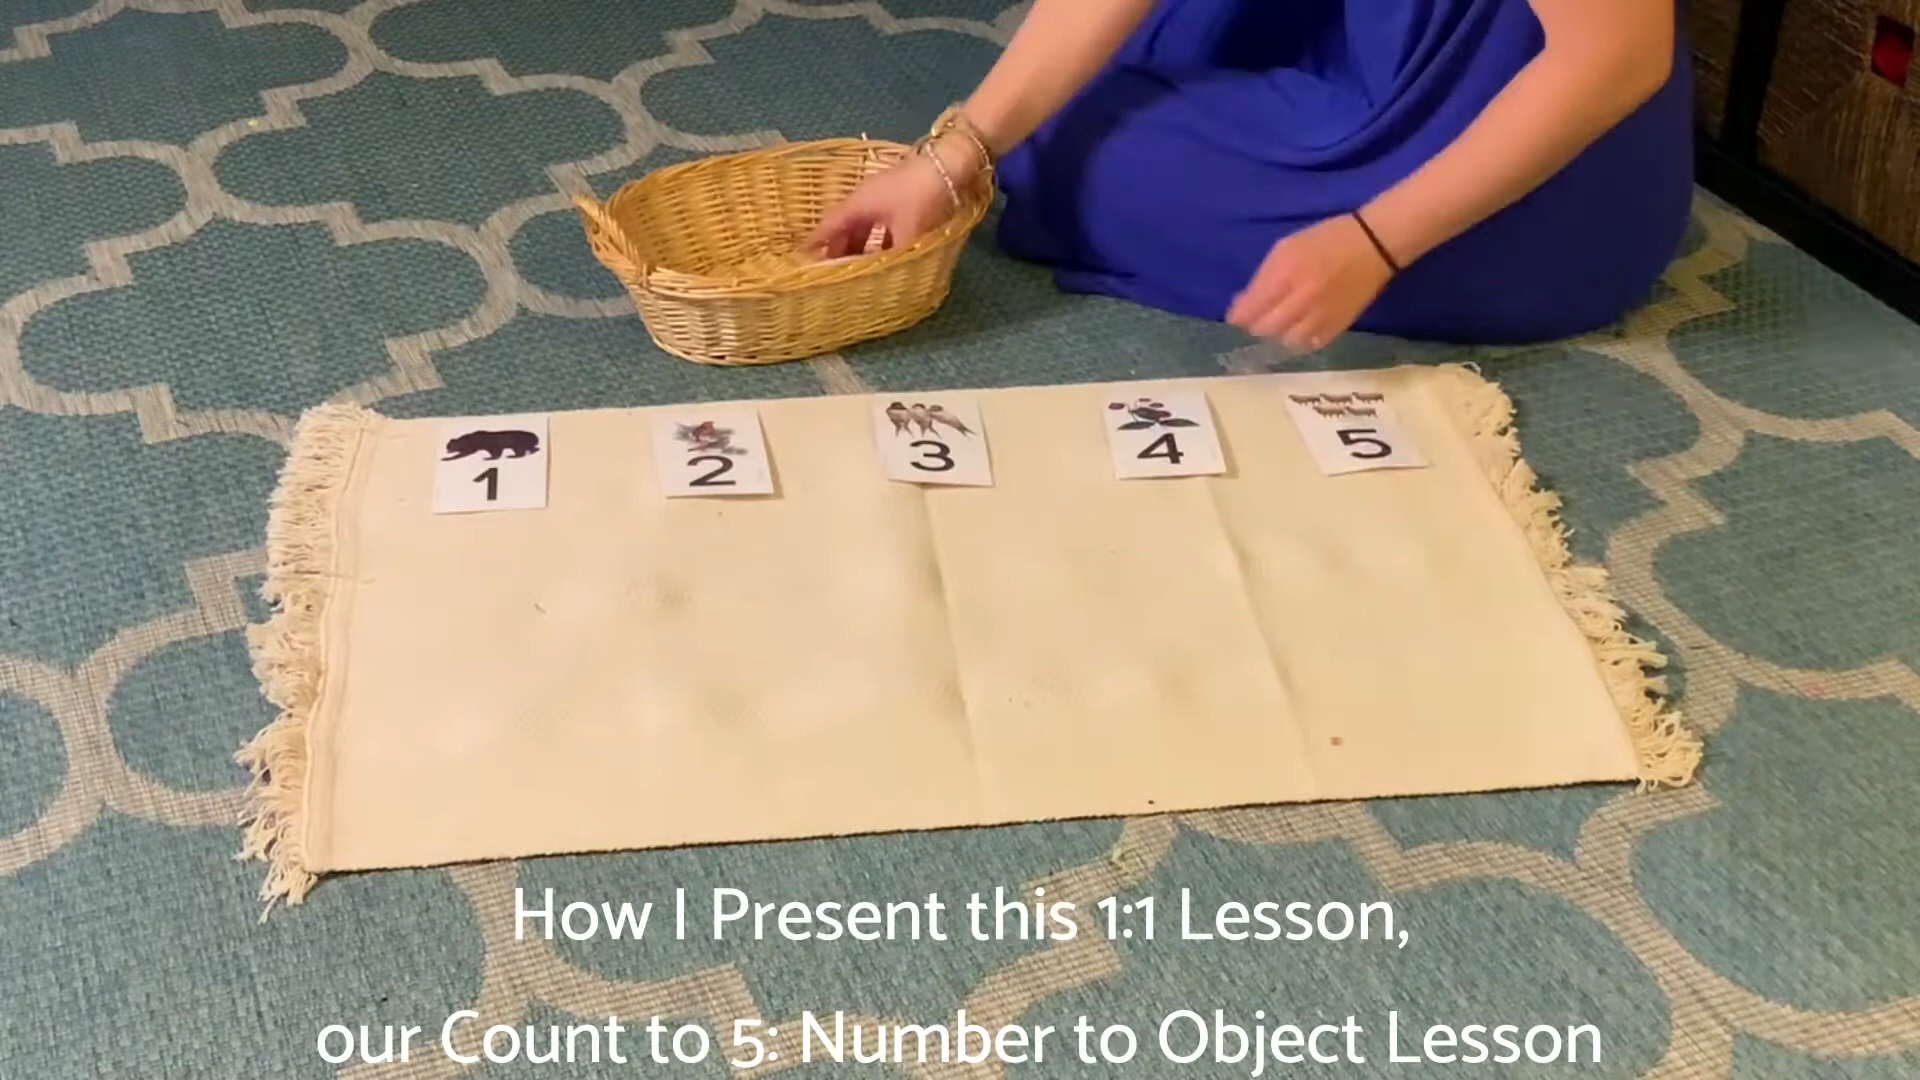 1 2 3 4 5
How I Present this 1:1 Lesson,
our Count to 5: Number to Object Lesson